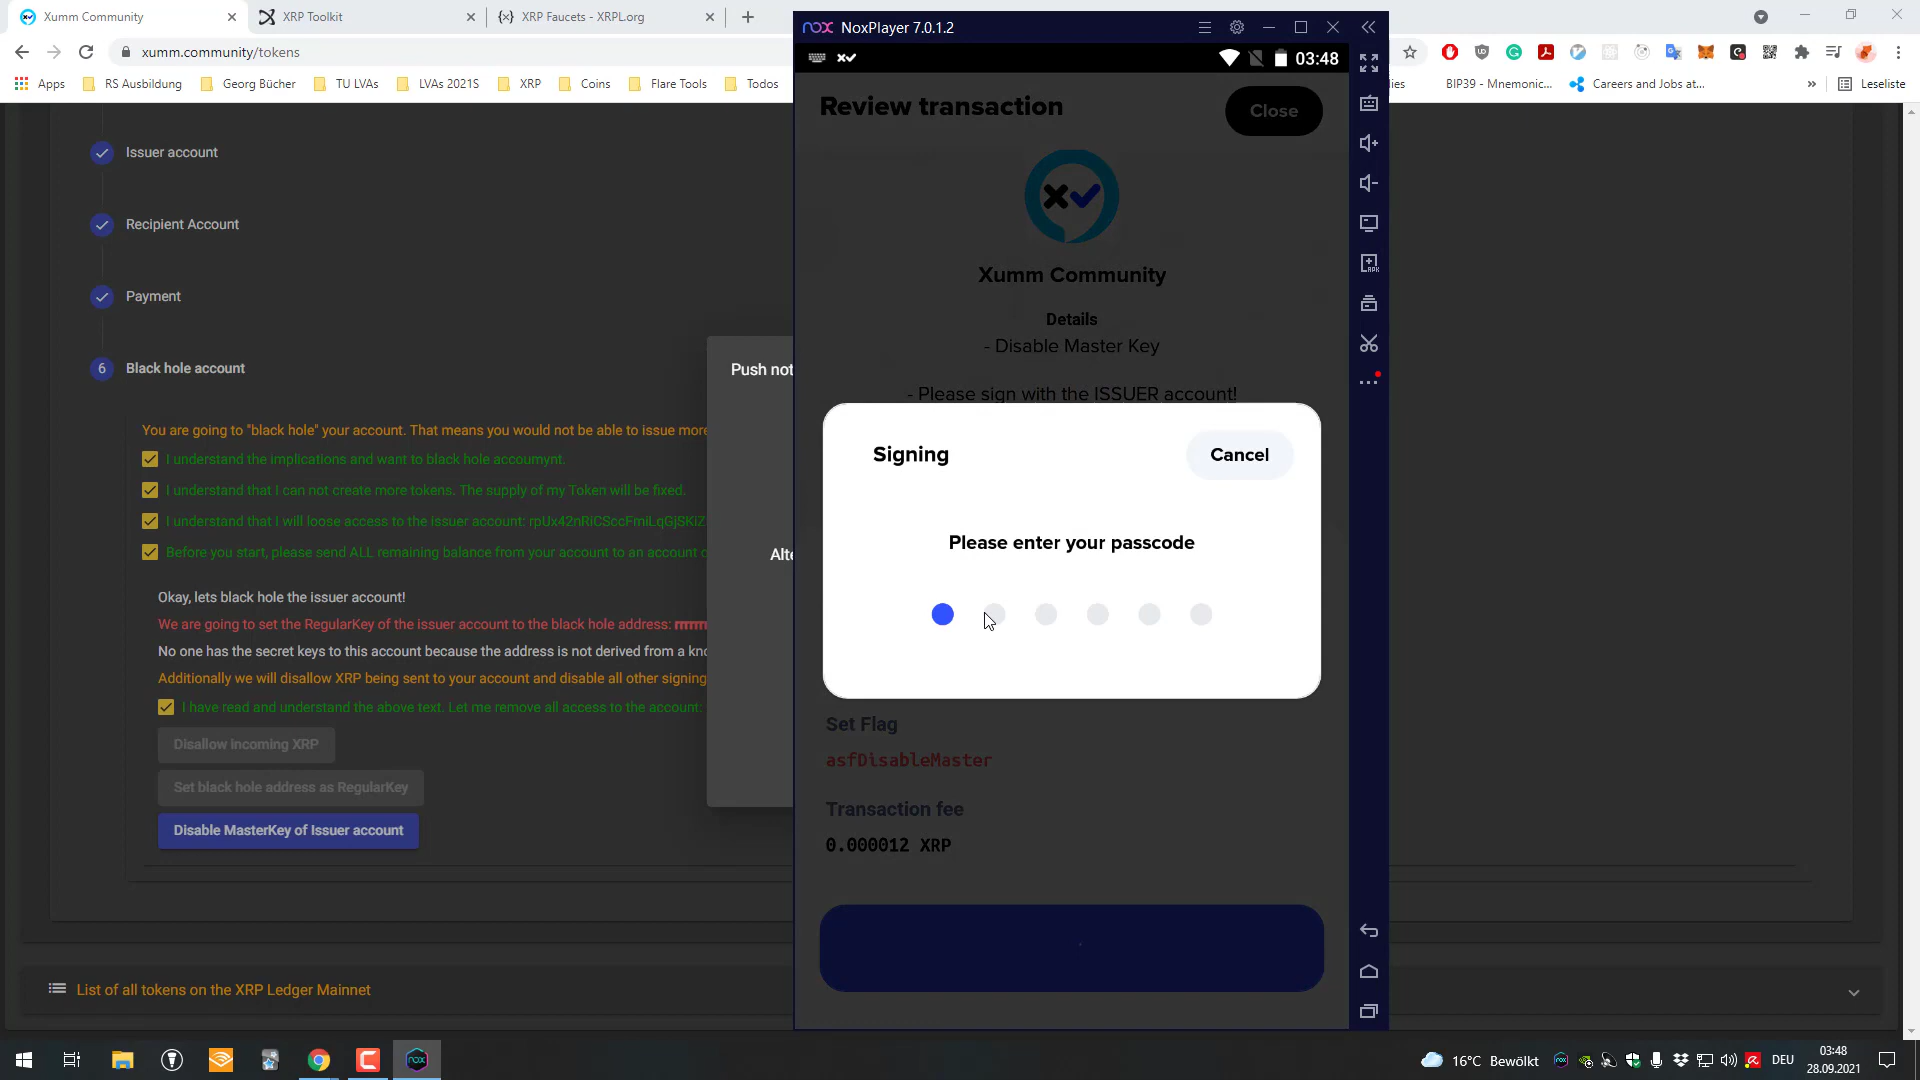 Xumm Community
XRP Toolkit
XRP Faucets - XRPL.org
xumm.community/tokens
Apps
RS Ausbildung
Georg Bücher
TU LVAs
LVAs 2021S
XRP
Coins
Flare Tools
Todos
BIP39 - Mnemonic...
Careers and Jobs at...
»
Leseliste
nox NoxPlayer 7.0.1.2
03:48
Review transaction
Close
Xumm Community
Details
- Disable Master Key
- Please sign with the ISSUER account!
Signing
Cancel
Please enter your passcode
Set Flag
asfDisableMaster
Transaction fee
0.000012 XRP
Issuer account
Recipient Account
Payment
6
Black hole account
You are going to "black hole" your account. That means you would not be able to issue more
I understand the implications and want to black hole accoumynt.
I understand that I can not create more tokens. The supply of my Token will be fixed.
I understand that I will loose access to the Issuer account:
Before you start, please send ALL remaining balance from your account to an account
Okay, lets black hole the issuer account!
We are going to set the RegularKey of the issuer account to the black hole address:
No one has the secret keys to this account because the address is not derived from a
Additionally we will disallow XRP being sent to your account and disable all other signing
I have read and understand the above text. Let me remove all access to the account:
Disallow incoming XRP
Set black hole address as RegularKey
Disable MasterKey of Issuer account
Push not
List of all tokens on the XRP Ledger Mainnet
16°C Bewölkt
DEU
03:48
28.09.2021